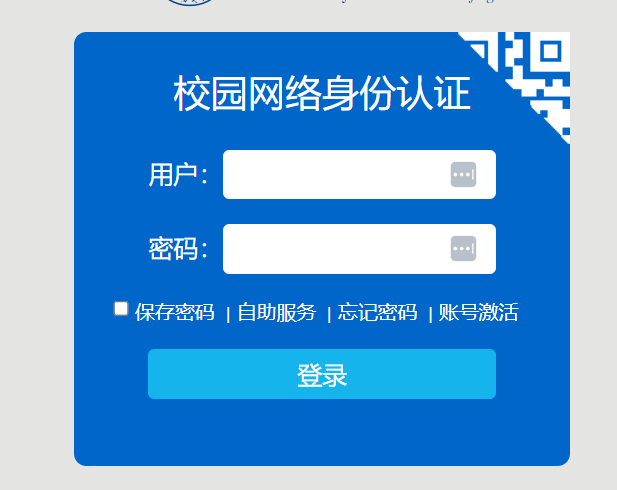 校园网络身份认证
用户：
密码：
保存密码 | 自助服务 | 忘记密码 | 账号激活
登录